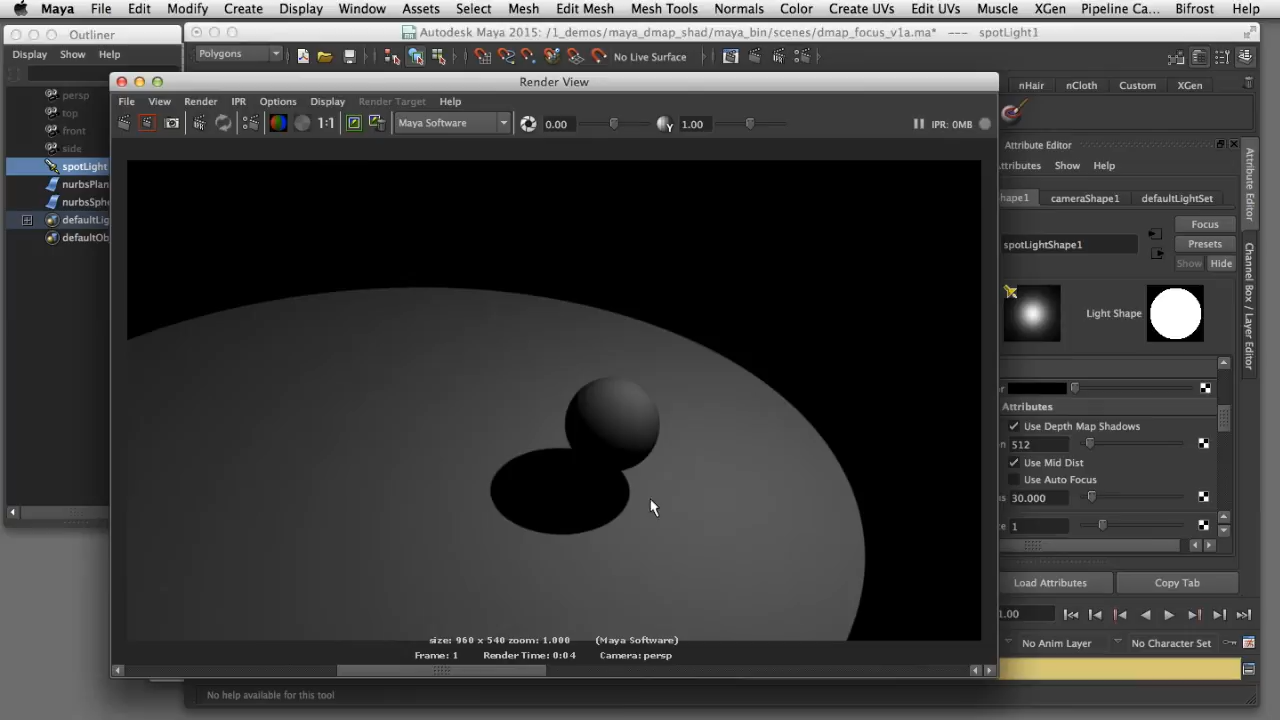 Maya File Edit Modify Create Display Window Assets Select Mesh Edit Mesh Mesh Tools Normals Color Create UVs Edit UVs Muscle XGen Pipeline Ca... Bifrost Help
Outliner
Autodesk Maya 2015: /1_demos/maya_dmap_shad/maya_bin/scenes/dmap_focus_v1a.ma* --- spotLight1
Display Show Help
Polygons
No Live Surface
Render View
nHair nCloth Custom XGen
persp
top
front
side
spotLight
nurbsPlan
nurbsSphe
defaultLig
defaultOb
File View Render IPR Options Display Render Target Help
1:1 Maya Software 0.00 1.00 IPR: 0MB
Attribute Editor
ttributes Show Help
hape1 cameraShape1 defaultLightSet
Focus
spotLightShape1
Presets
Show Hide
Light Shape
Attribute Editor
Channel Box / Layer Editor
or
Attributes
Use Depth Map Shadows
on 512
Use Mid Dist
Use Auto Focus
us 30.000
ze 1
Load Attributes Copy Tab
1.00
No Anim Layer No Character Set
size: 960 x 540 zoom: 1.000 (Maya Software)
Frame: 1 Render Time: 0:04 Camera: persp
No help available for this tool